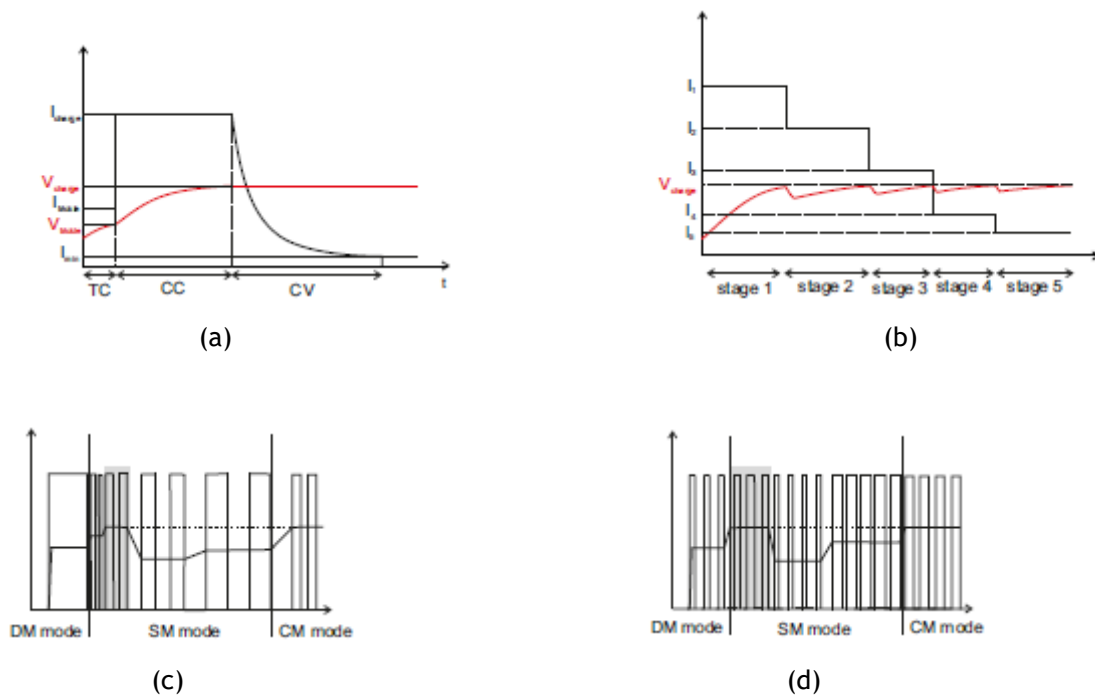 I charge
V charge
I trickle
V trickle
I min
TC
CC
CV
t
(a)
I₁
I₂
I₃
V charge
I₄
I₅
stage 1
stage 2
stage 3
stage 4
stage 5
(b)
DM mode
SM mode
CM mode
(c)
DM mode
SM mode
CM mode
(d)